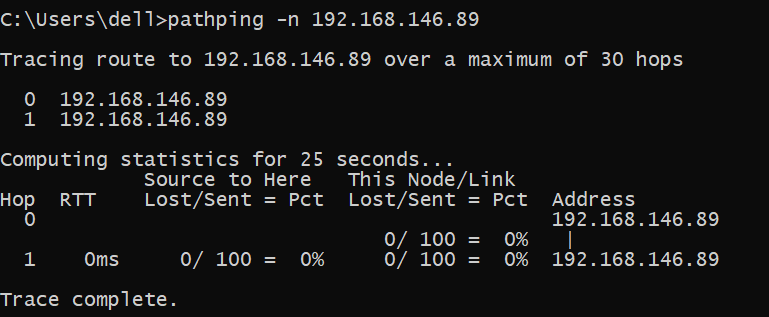 C:\Users\dell>pathping -n 192.168.146.89
Tracing route to 192.168.146.89 over a maximum of 30 hops
  0  192.168.146.89
  1  192.168.146.89
Computing statistics for 25 seconds...
            Source to Here   This Node/Link
Hop  RTT    Lost/Sent = Pct  Lost/Sent = Pct  Address
  0                                           192.168.146.89
                                0/ 100 =  0%   |
  1    0ms     0/ 100 =  0%     0/ 100 =  0%  192.168.146.89
Trace complete.